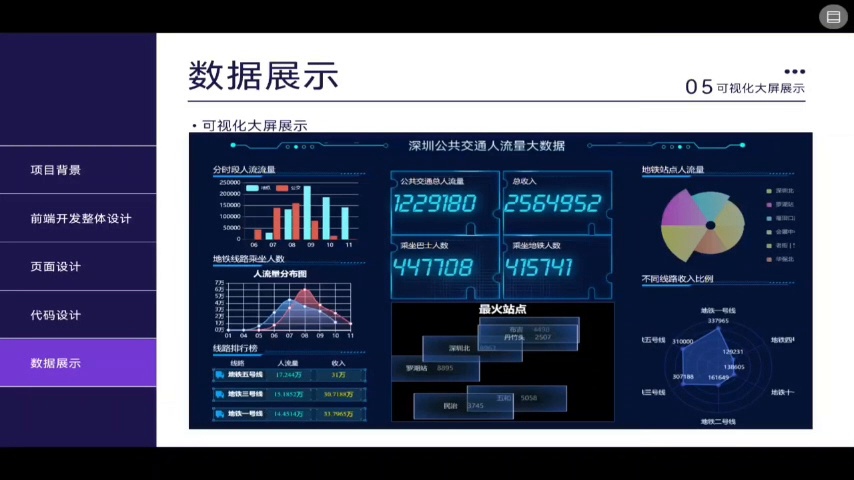 数据展示
05可视化大屏展示
项目背景
前端开发整体设计
页面设计
代码设计
数据展示
•可视化大屏展示
深圳公共交通人流量大数据
分时段人流流量
地铁 公交
250000
200000
150000
100000
50000
0
06 07 08 09 10 11
地铁线路乘坐人数
人流量分布图
7万
6万
5万
4万
3万
2万
1万
0万
01 04 05 06 07 08 09 10 11
线路排行榜
线路 人流量 收入
地铁五号线 17.244万 31万
地铁三号线 15.1852万 30.7188万
地铁一号线 14.4514万 33.7965万
公共交通总人流量
1229180
总收入
2564952
乘坐巴士人数
447708
乘坐地铁人数
415741
最火站点
4490
丹竹头 2507
深圳北
罗湖站 8895
五和 5058
民治 3745
地铁站点人流量
深圳北
罗湖站
福田口
会展中
老街
华强北
不同线路收入比例
地铁一号线
337965
地铁四
129231
138605
地铁十一
161649
地铁二号线
307188
310000